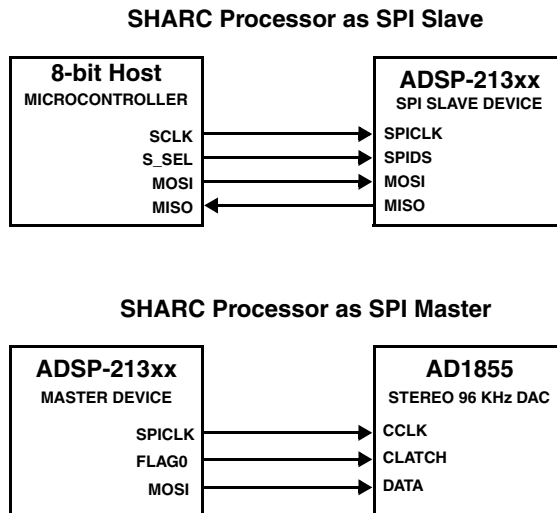 SHARC Processor as SPI Slave
8-bit Host
MICROCONTROLLER
SCLK
S_SEL
MOSI
MISO
ADSP-213xx
SPI SLAVE DEVICE
SPICLK
SPIDS
MOSI
MISO
SHARC Processor as SPI Master
ADSP-213xx
MASTER DEVICE
SPICLK
FLAG0
MOSI
AD1855
STEREO 96 KHz DAC
CCLK
CLATCH
DATA